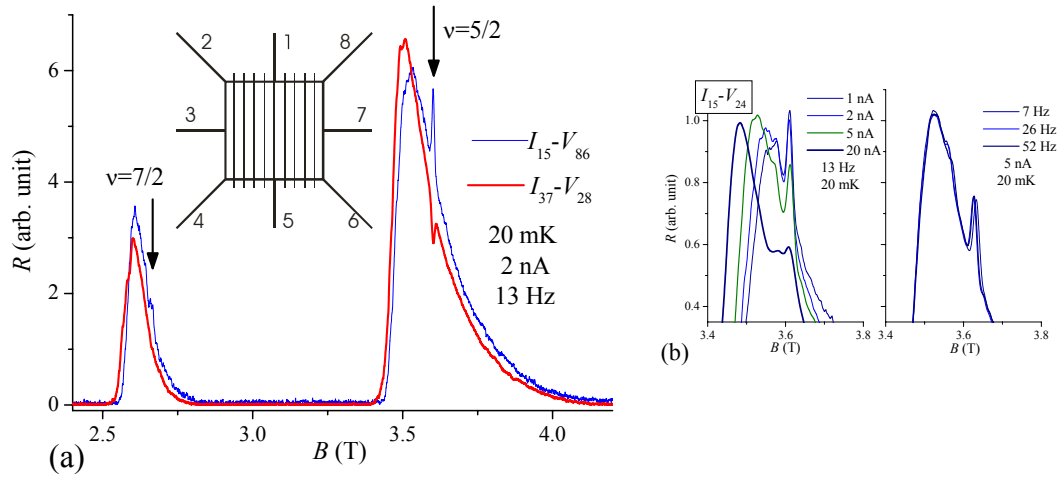 R (arb. unit)
6
4
2
0
2.5
3.0
3.5
4.0
B (T)
(a)
ν=7/2
ν=5/2
2
1
8
3
7
4
5
6
I₁₅-V₈₆
I₃₇-V₂₈
20 mK
2 nA
13 Hz
I₁₅-V₂₄
R (arb. unit)
1.0
0.8
0.6
0.4
3.4
3.6
3.8
B (T)
1 nA
2 nA
5 nA
20 nA
13 Hz
20 mK
(b)
7 Hz
26 Hz
52 Hz
5 nA
20 mK
3.4
3.6
3.8
B (T)